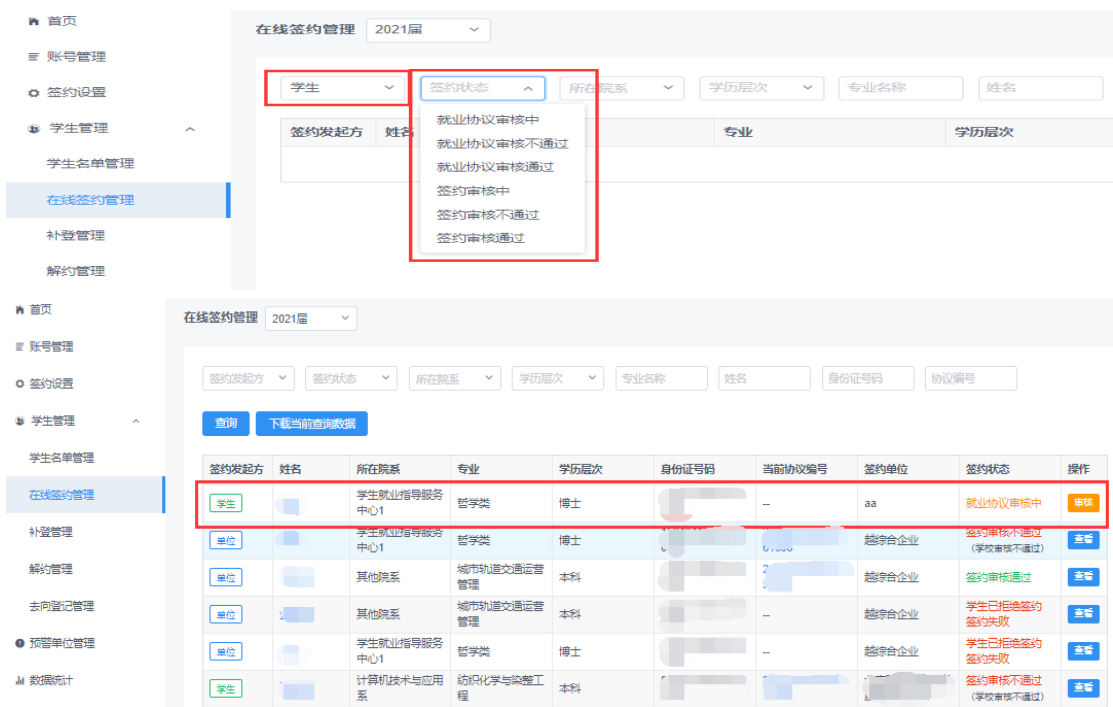 首页
账号管理
签约设置
学生管理
学生名单管理
在线签约管理
补登管理
解约管理
在线签约管理 2021届
学生 签约状态 所在院系 学历层次 专业名称 姓名
签约发起方 姓名 专业 学历层次
就业协议审核中
就业协议审核不通过
就业协议审核通过
签约审核中
签约审核不通过
签约审核通过
首页
账号管理
签约设置
学生管理
学生名单管理
在线签约管理
补登管理
解约管理
去向登记管理
预警单位管理
数据统计
在线签约管理 2021届
签约发起方 签约状态 所在院系 学历层次 专业名称 姓名 身份证号码 协议编号
查询 下载当前查询数据
签约发起方 姓名 所在院系 专业 学历层次 身份证号码 当前协议编号 签约单位 签约状态 操作
学生 学生就业指导服务 哲学类 博士 -- aa 就业协议审核中 审核
中心1
单位 学生就业指导服务 哲学类 博士 越综合企业 签约审核不通过 查看
中心1 （学校审核不通过）
单位 其他院系 城市轨道交通运营 本科 越综合企业 签约审核通过 查看
管理
单位 其他院系 城市轨道交通运营 本科 -- 越综合企业 学生已拒绝签约 查看
管理 签约失败
单位 学生就业指导服务 哲学类 博士 -- 越综合企业 学生已拒绝签约 查看
中心1 签约失败
学生 计算机技术与应用 纺织化学与染整工 本科 签约审核不通过 查看
系 程 （学校审核不通过）